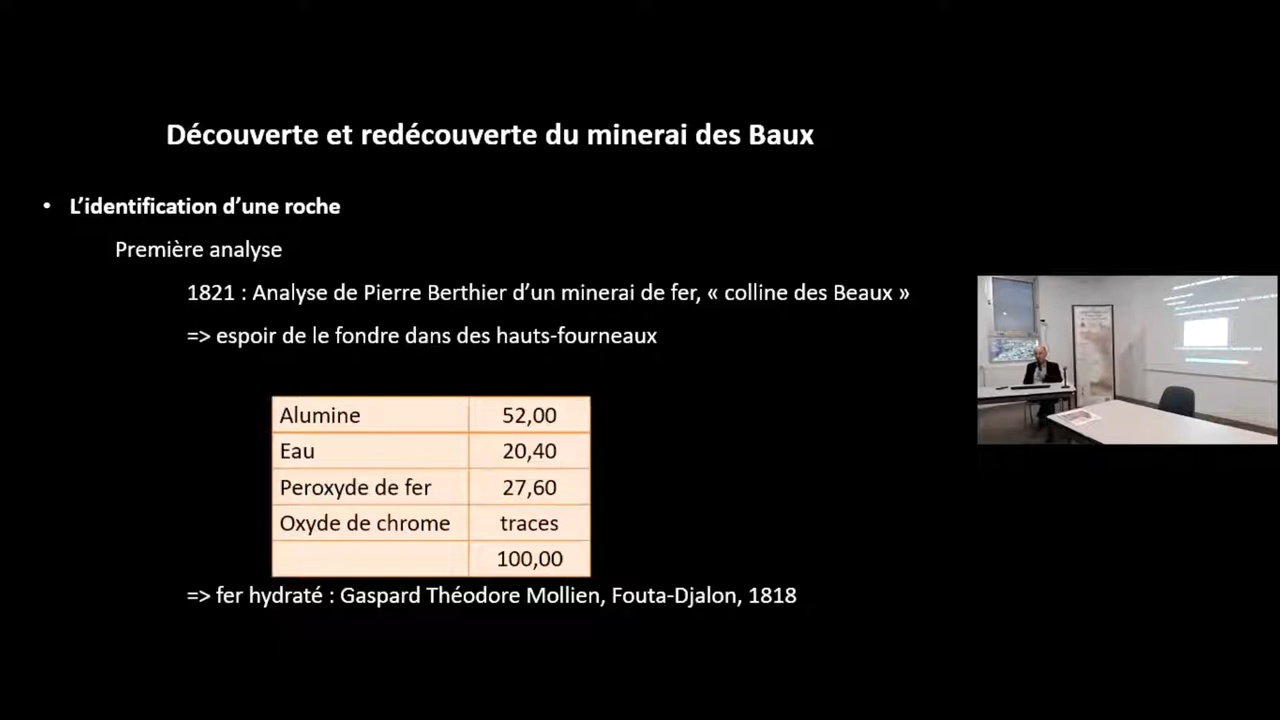 Découverte et redécouverte du minerai des Baux
• L'identification d'une roche
Première analyse
1821 : Analyse de Pierre Berthier d'un minerai de fer, « colline des Beaux »
=> espoir de le fondre dans des hauts-fourneaux
Alumine 52,00
Eau 20,40
Peroxyde de fer 27,60
Oxyde de chrome traces
100,00
=> fer hydraté : Gaspard Théodore Mollien, Fouta-Djalon, 1818